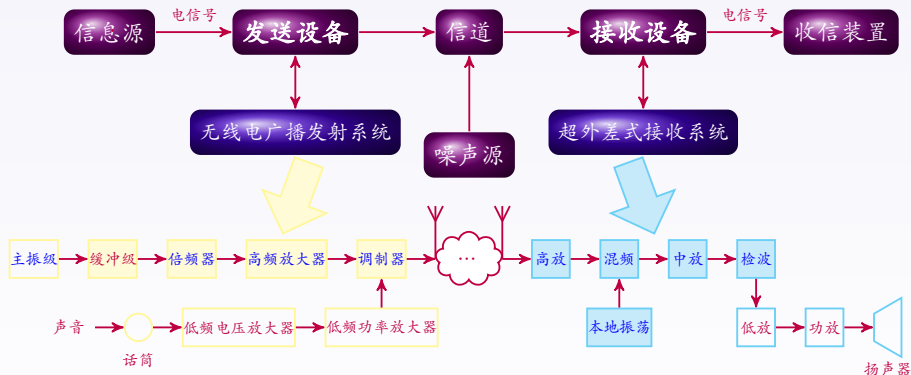 信息源
电信号
发送设备
信道
接收设备
电信号
收信装置
无线电广播发射系统
噪声源
超外差式接收系统
主振级
缓冲级
倍频器
高频放大器
调制器
...
高放
混频
中放
检波
声音
话筒
低频电压放大器
低频功率放大器
本地振荡
低放
功放
扬声器